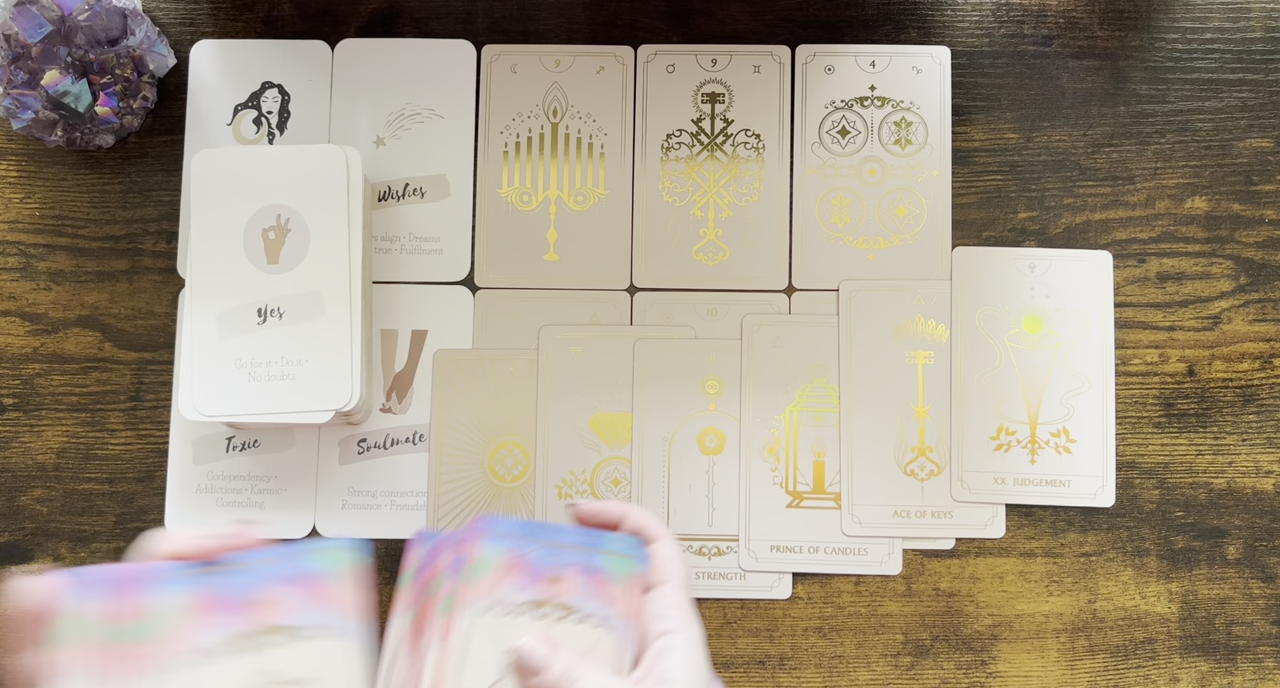 9
9
4
Wishes
align • Dreams
true • Fulfilment
Yes
Go for it • Do it •
No doubts
10
Toxic
Codependency •
Addictions • Karmic •
Controlling
Soulmate
Strong connection
Romance •
STRENGTH
PRINCE OF CANDLES
ACE OF KEYS
XX. JUDGEMENT